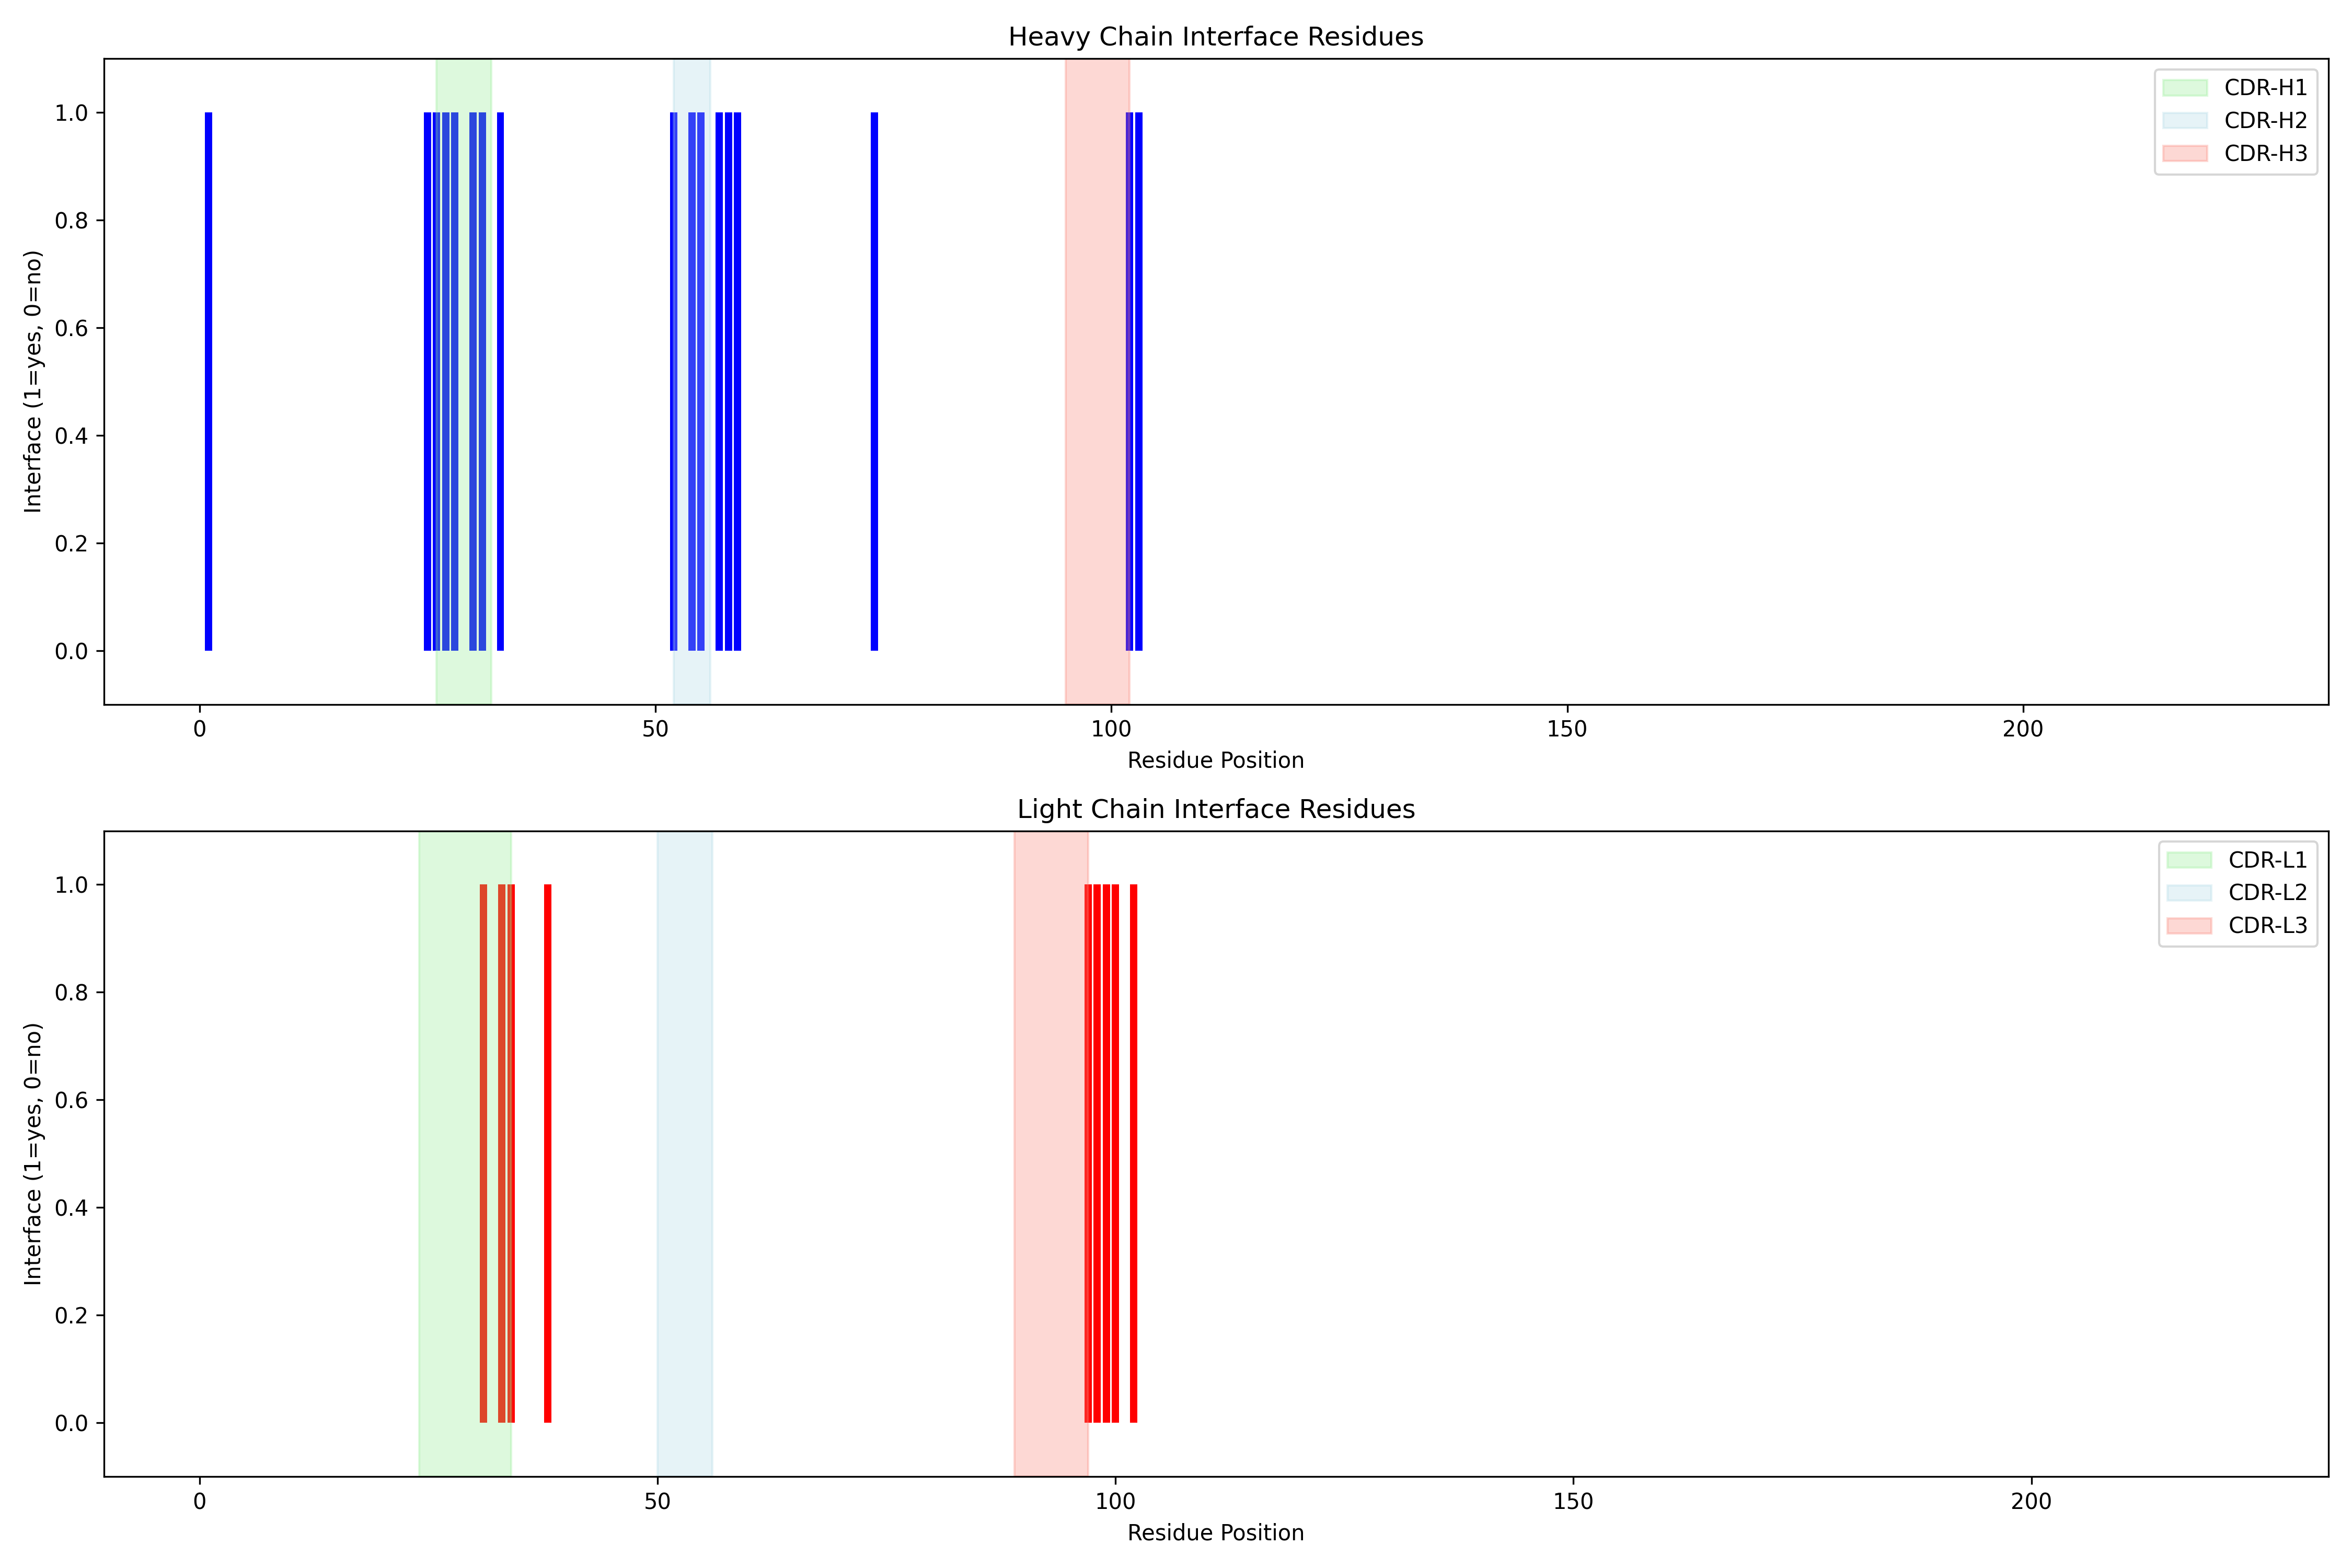 Heavy Chain Interface Residues
CDR-H1
CDR-H2
CDR-H3
Interface (1=yes, 0=no)
1.0
0.8
0.6
0.4
0.2
0.0
0 50 100 150 200
Residue Position
Light Chain Interface Residues
CDR-L1
CDR-L2
CDR-L3
Interface (1=yes, 0=no)
1.0
0.8
0.6
0.4
0.2
0.0
0 50 100 150 200
Residue Position